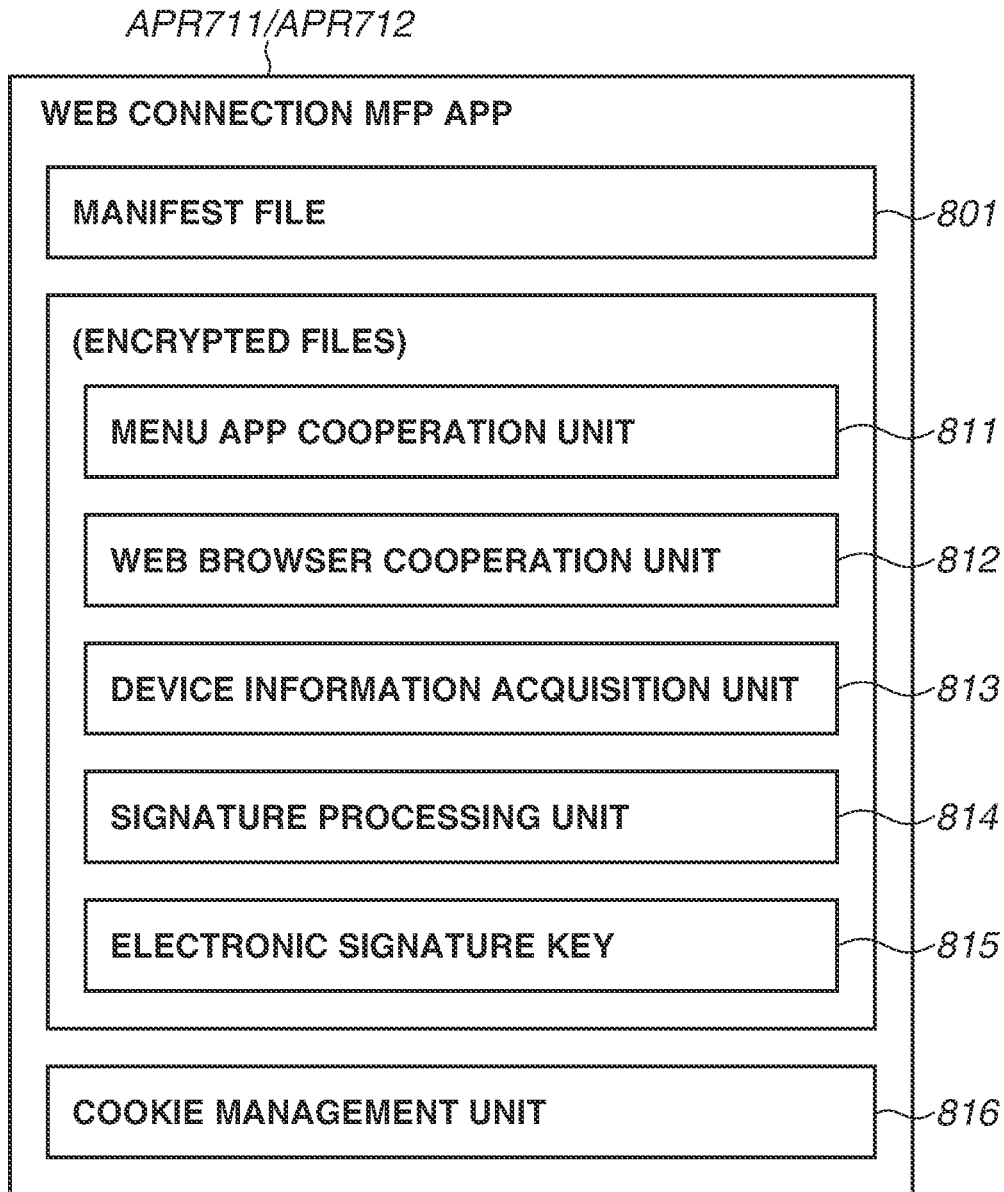 APR711/APR712
WEB CONNECTION MFP APP
MANIFEST FILE
801
(ENCRYPTED FILES)
MENU APP COOPERATION UNIT
811
WEB BROWSER COOPERATION UNIT
812
DEVICE INFORMATION ACQUISITION UNIT
813
SIGNATURE PROCESSING UNIT
814
ELECTRONIC SIGNATURE KEY
815
COOKIE MANAGEMENT UNIT
816